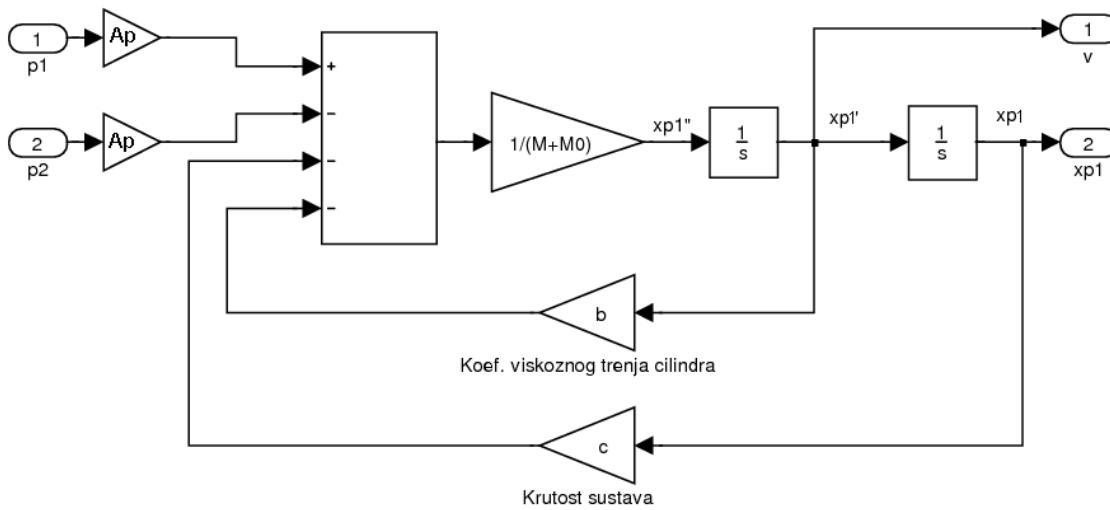 1
p1
Ap
2
p2
Ap
+
−
−
−
1/(M+M0)
xp1"
1
s
xp1'
1
s
xp1
1
v
2
xp1
b
Koef. viskoznog trenja cilindra
c
Krutost sustava